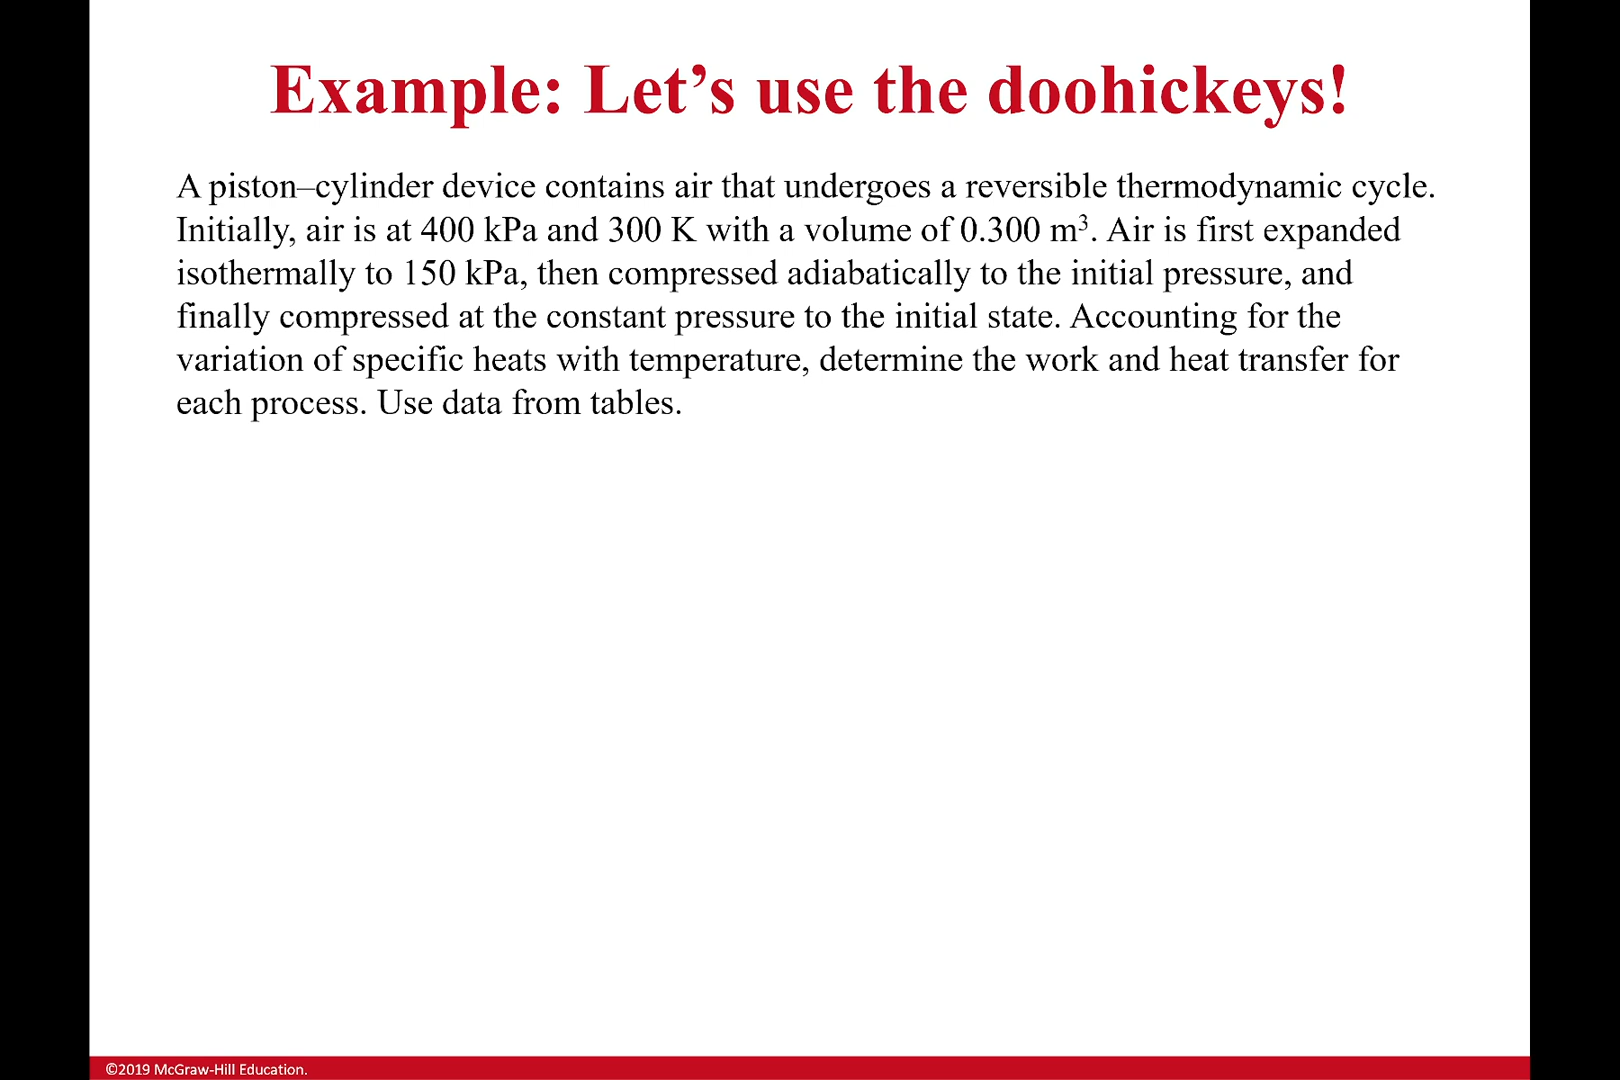 Example: Let’s use the doohickeys!
A piston–cylinder device contains air that undergoes a reversible thermodynamic cycle.
Initially, air is at 400 kPa and 300 K with a volume of 0.300 m³. Air is first expanded
isothermally to 150 kPa, then compressed adiabatically to the initial pressure, and
finally compressed at the constant pressure to the initial state. Accounting for the
variation of specific heats with temperature, determine the work and heat transfer for
each process. Use data from tables.
©2019 McGraw-Hill Education.